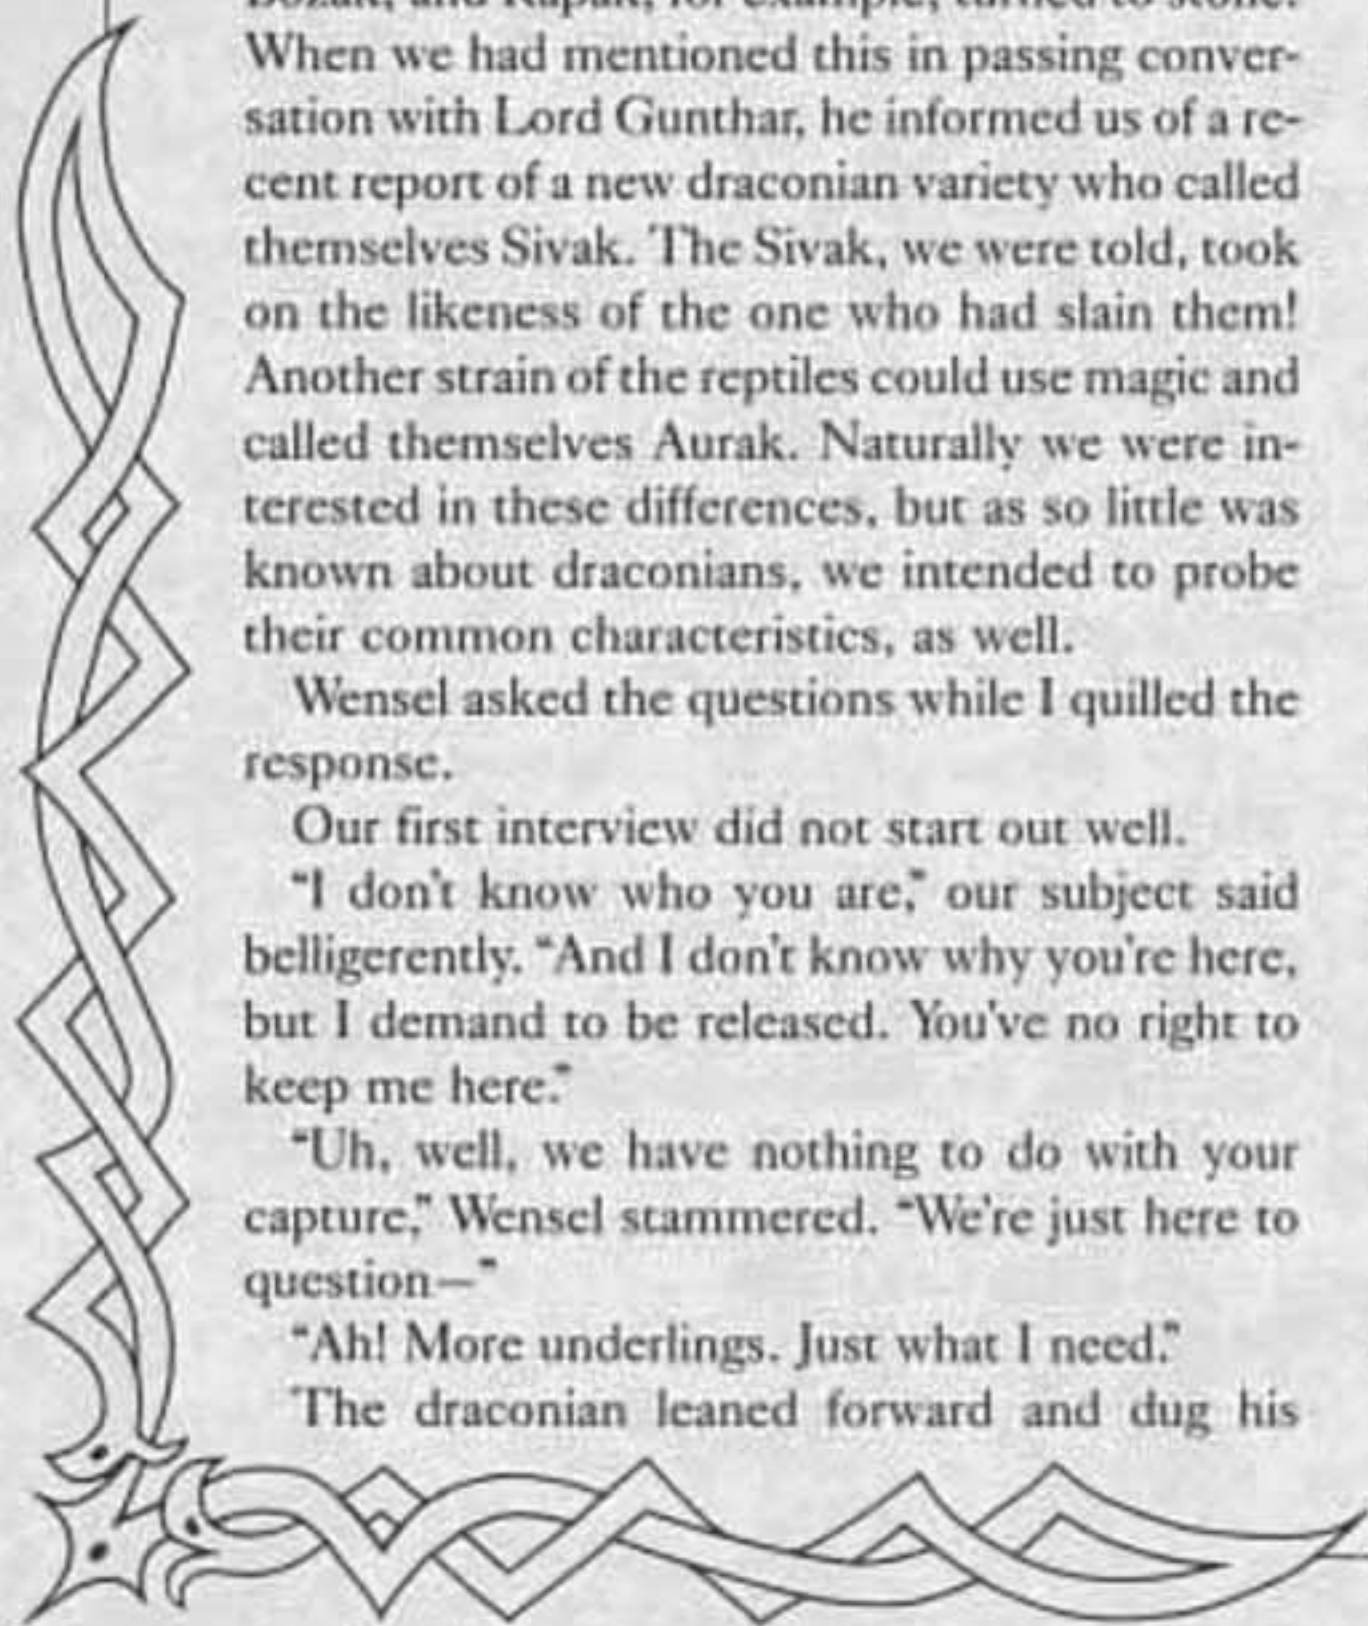 Bozak, and Kapak, for example, turned to stone.
When we had mentioned this in passing conver-
sation with Lord Gunthar, he informed us of a re-
cent report of a new draconian variety who called
themselves Sivak. The Sivak, we were told, took
on the likeness of the one who had slain them!
Another strain of the reptiles could use magic and
called themselves Aurak. Naturally we were in-
terested in these differences, but as so little was
known about draconians, we intended to probe
their common characteristics, as well.
Wensel asked the questions while I quilled the
response.
Our first interview did not start out well.
“I don't know who you are,” our subject said
belligerently. “And I don't know why you're here,
but I demand to be released. You've no right to
keep me here.”
“Uh, well, we have nothing to do with your
capture,” Wensel stammered. “We're just here to
question—”
“Ah! More underlings. Just what I need.”
The draconian leaned forward and dug his